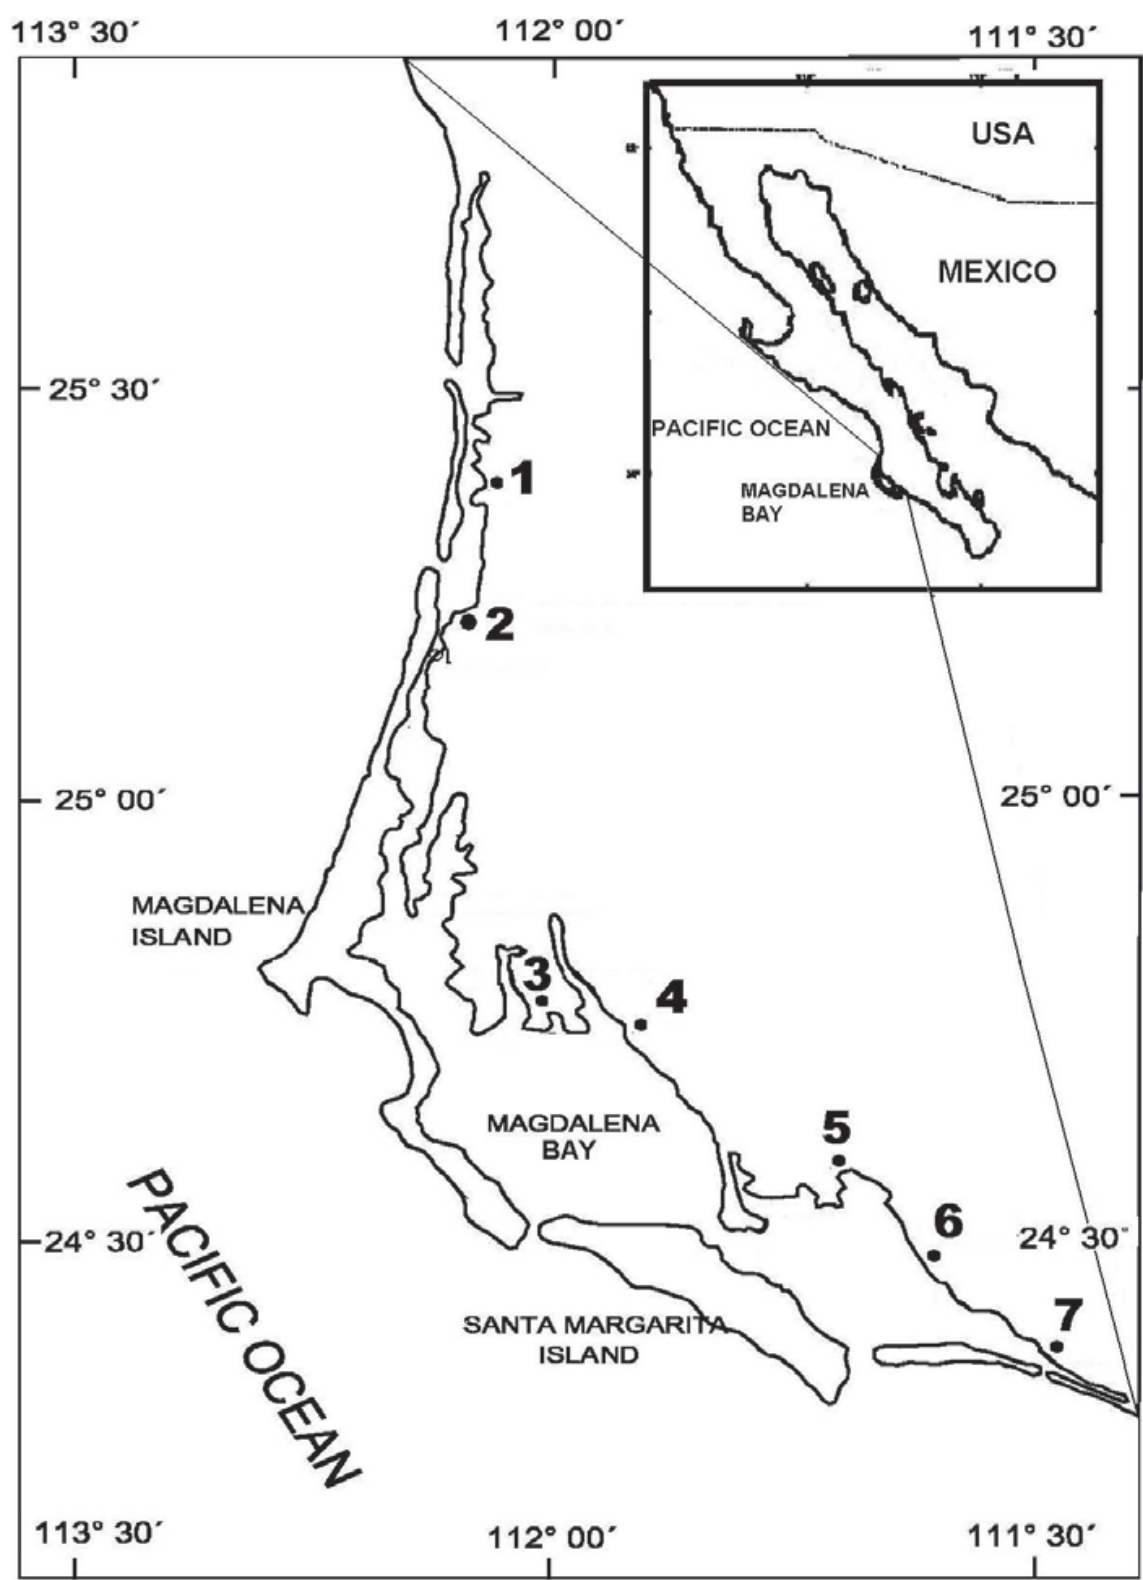 113° 30´
112° 00´
111° 30´
USA
MEXICO
PACIFIC OCEAN
MAGDALENA
BAY
25° 30´
1
2
25° 00´
25° 00´
MAGDALENA
ISLAND
3
4
MAGDALENA
BAY
5
6
24° 30´
24° 30´
7
SANTA MARGARITA
ISLAND
PACIFIC OCEAN
113° 30´
112° 00´
111° 30´